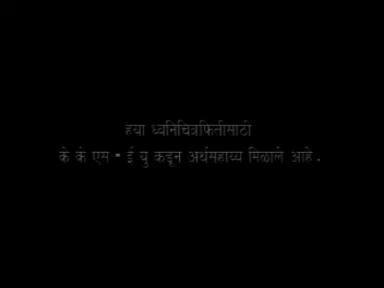 ह्या ध्वनिचित्रफितीसाठी
के के एस - ई यु कडून अर्थसहाय्य मिळाले आहे .